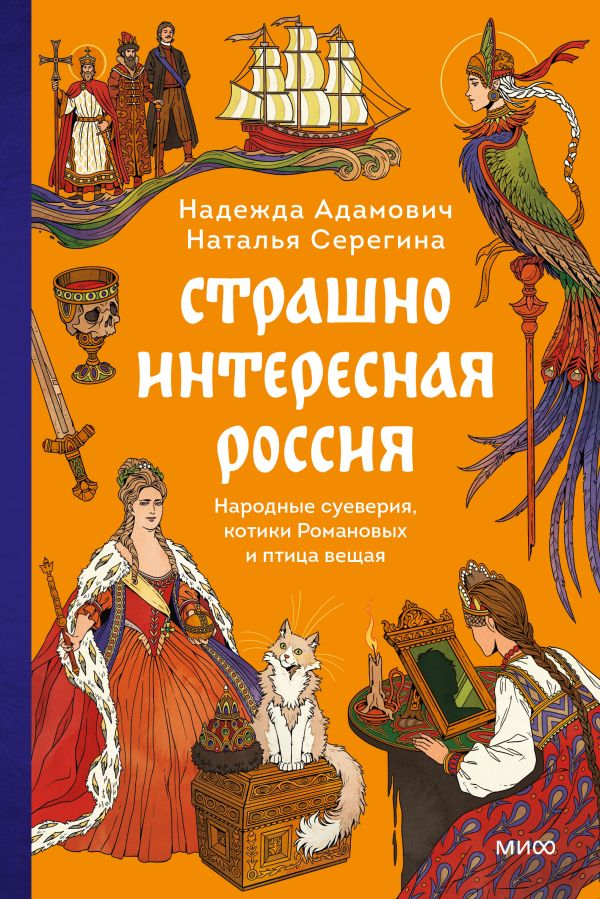 Надежда Адамович
Наталья Серегина
СТРАШНО
ИНТЕРЕСНАЯ
РОССИЯ
Народные суеверия,
котики Романовых
и птица вещая
МИФ